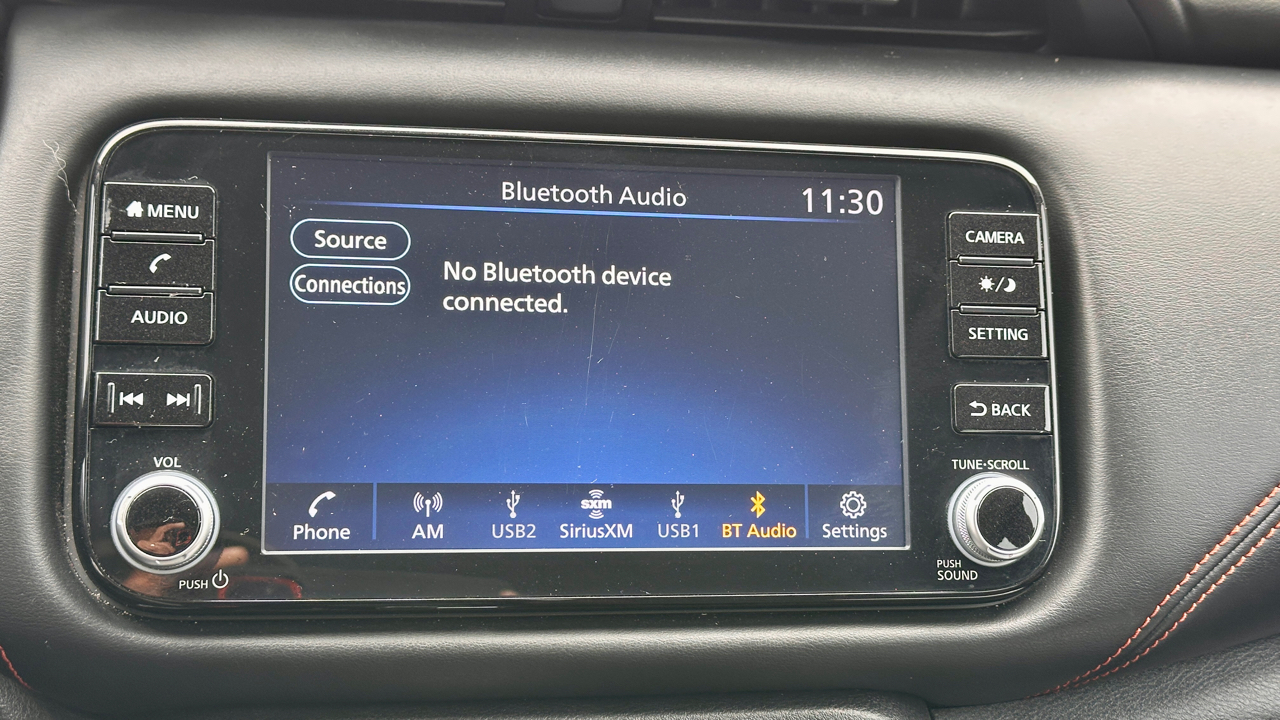 MENU
AUDIO
VOL
PUSH
Bluetooth Audio
11:30
Source
Connections
No Bluetooth device
connected.
Phone
AM
USB2
sxm
SiriusXM
USB1
BT Audio
Settings
CAMERA
SETTING
BACK
TUNE·SCROLL
PUSH
SOUND